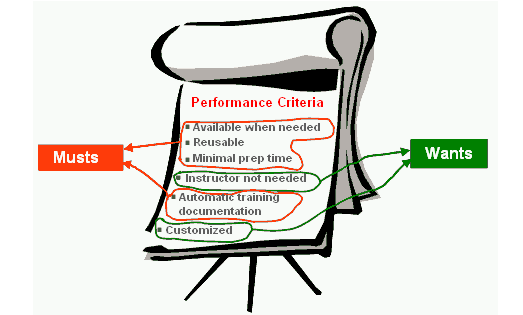 Performance Criteria
▪ Available when needed
▪ Reusable
▪ Minimal prep time
▪ Instructor not needed
▪ Automatic training
documentation
▪ Customized
Musts
Wants